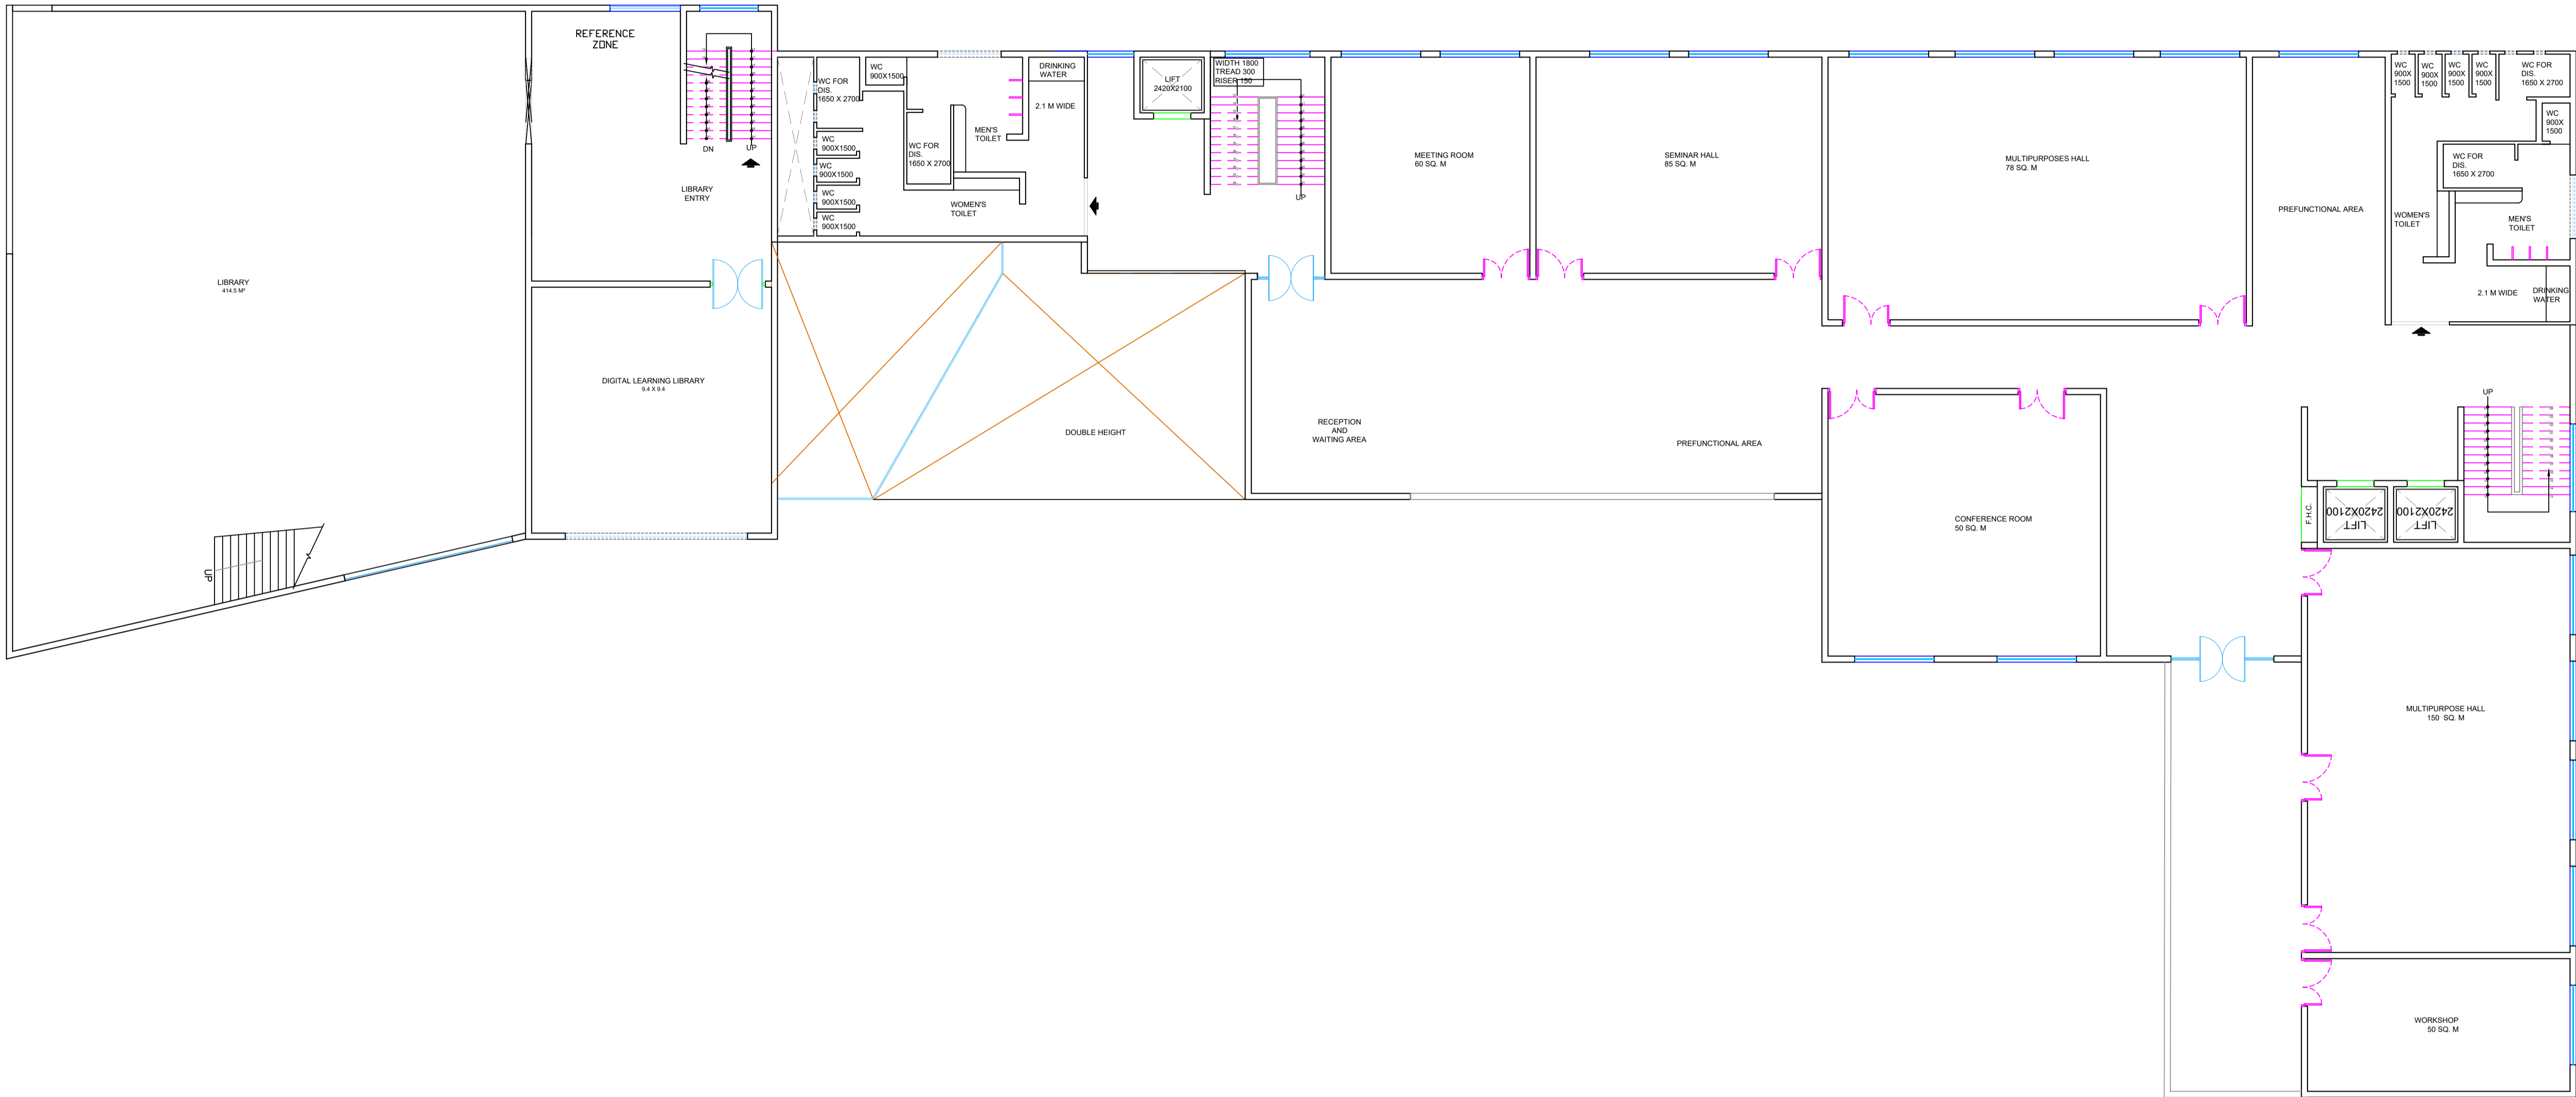 REFERENCE
ZONE
LIBRARY
414.5 M²
LIBRARY
ENTRY
DN
UP
DIGITAL LEARNING LIBRARY
9.4 X 9.4
UP
WC FOR
DIS.
1650 X 2700
WC
900X1500
WC
900X1500
WC
900X1500
WC
900X1500
WC
900X1500
WC FOR
DIS.
1650 X 2700
MEN'S
TOILET
WOMEN'S
TOILET
DRINKING
WATER
2.1 M WIDE
LIFT
2420X2100
WIDTH 1800
TREAD 300
RISER 150
UP
DOUBLE HEIGHT
MEETING ROOM
60 SQ. M
SEMINAR HALL
85 SQ. M
MULTIPURPOSES HALL
78 SQ. M
PREFUNCTIONAL AREA
RECEPTION
AND
WAITING AREA
PREFUNCTIONAL AREA
CONFERENCE ROOM
50 SQ. M
WC
900X
1500
WC
900X
1500
WC
900X
1500
WC
900X
1500
WC FOR
DIS.
1650 X 2700
WC
900X
1500
WC FOR
DIS.
1650 X 2700
WOMEN'S
TOILET
MEN'S
TOILET
2.1 M WIDE
DRINKING
WATER
UP
F.H.C.
LIFT
2420X2100
LIFT
2420X2100
MULTIPURPOSE HALL
150 SQ. M
WORKSHOP
50 SQ. M